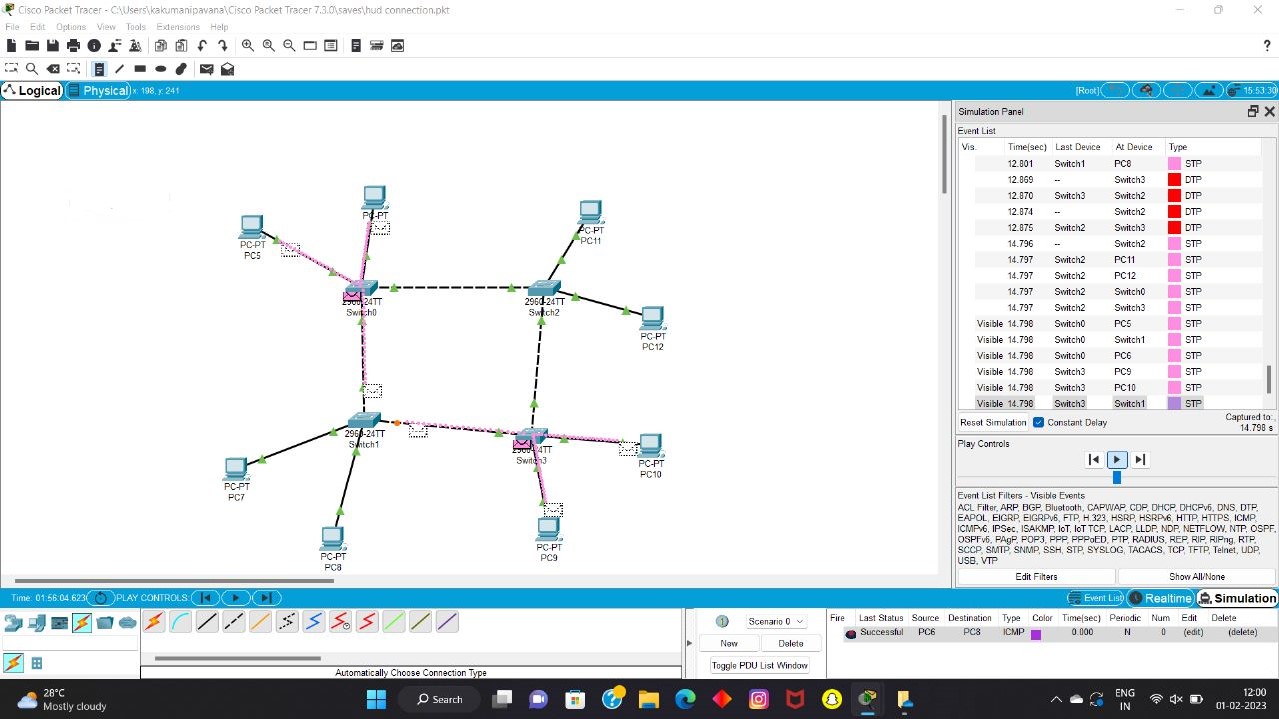 Cisco Packet Tracer - C:\Users\kakumanipavana\Cisco Packet Tracer 7.3.0\saves\hud connection.pkt
File Edit Options View Tools Extensions Help
?
Logical Physical x: 198, y: 241 [Root] 15:53:30
Simulation Panel
Event List
Vis. Time(sec) Last Device At Device Type
12.801 Switch1 PC8 STP
12.869 -- Switch3 DTP
12.870 Switch3 Switch2 DTP
12.874 -- Switch2 DTP
12.875 Switch2 Switch3 DTP
14.796 -- Switch2 STP
14.797 Switch2 PC11 STP
14.797 Switch2 PC12 STP
14.797 Switch2 Switch0 STP
14.797 Switch2 Switch3 STP
Visible 14.798 Switch0 PC5 STP
Visible 14.798 Switch0 Switch1 STP
Visible 14.798 Switch0 PC6 STP
Visible 14.798 Switch3 PC9 STP
Visible 14.798 Switch3 PC10 STP
Visible 14.798 Switch3 Switch1 STP
Reset Simulation Constant Delay Captured to:
14.798 s
Play Controls
Event List Filters - Visible Events
ACL Filter, ARP, BGP, Bluetooth, CAPWAP, CDP, DHCP, DHCPv6, DNS, DTP,
EAPOL, EIGRP, EIGRPv6, FTP, H.323, HSRP, HSRPv6, HTTP, HTTPS, ICMP,
ICMPv6, IPSec, ISAKMP, IoT, IoT TCP, LACP, LLDP, NDP, NETFLOW, NTP, OSPF,
OSPFv6, PAgP, POP3, PPP, PPPoED, PTP, RADIUS, REP, RIP, RIPng, RTP,
SCCP, SMTP, SNMP, SSH, STP, SYSLOG, TACACS, TCP, TFTP, Telnet, UDP,
USB, VTP
Edit Filters Show All/None
PC-PT
PC-PT
PC5
PC-PT
PC11
2960-24TT
Switch0
2960-24TT
Switch2
PC-PT
PC12
2960-24TT
Switch1
2960-24TT
Switch3
PC-PT
PC10
PC-PT
PC7
PC-PT
PC8
PC-PT
PC9
Time: 01:56:04.623 PLAY CONTROLS: Event List Realtime Simulation
Automatically Choose Connection Type
Scenario 0
New Delete
Toggle PDU List Window
Fire Last Status Source Destination Type Color Time(sec) Periodic Num Edit Delete
Successful PC6 PC8 ICMP 0.000 N 0 (edit) (delete)
28°C
Mostly cloudy
Search
ENG
IN
12:00
01-02-2023